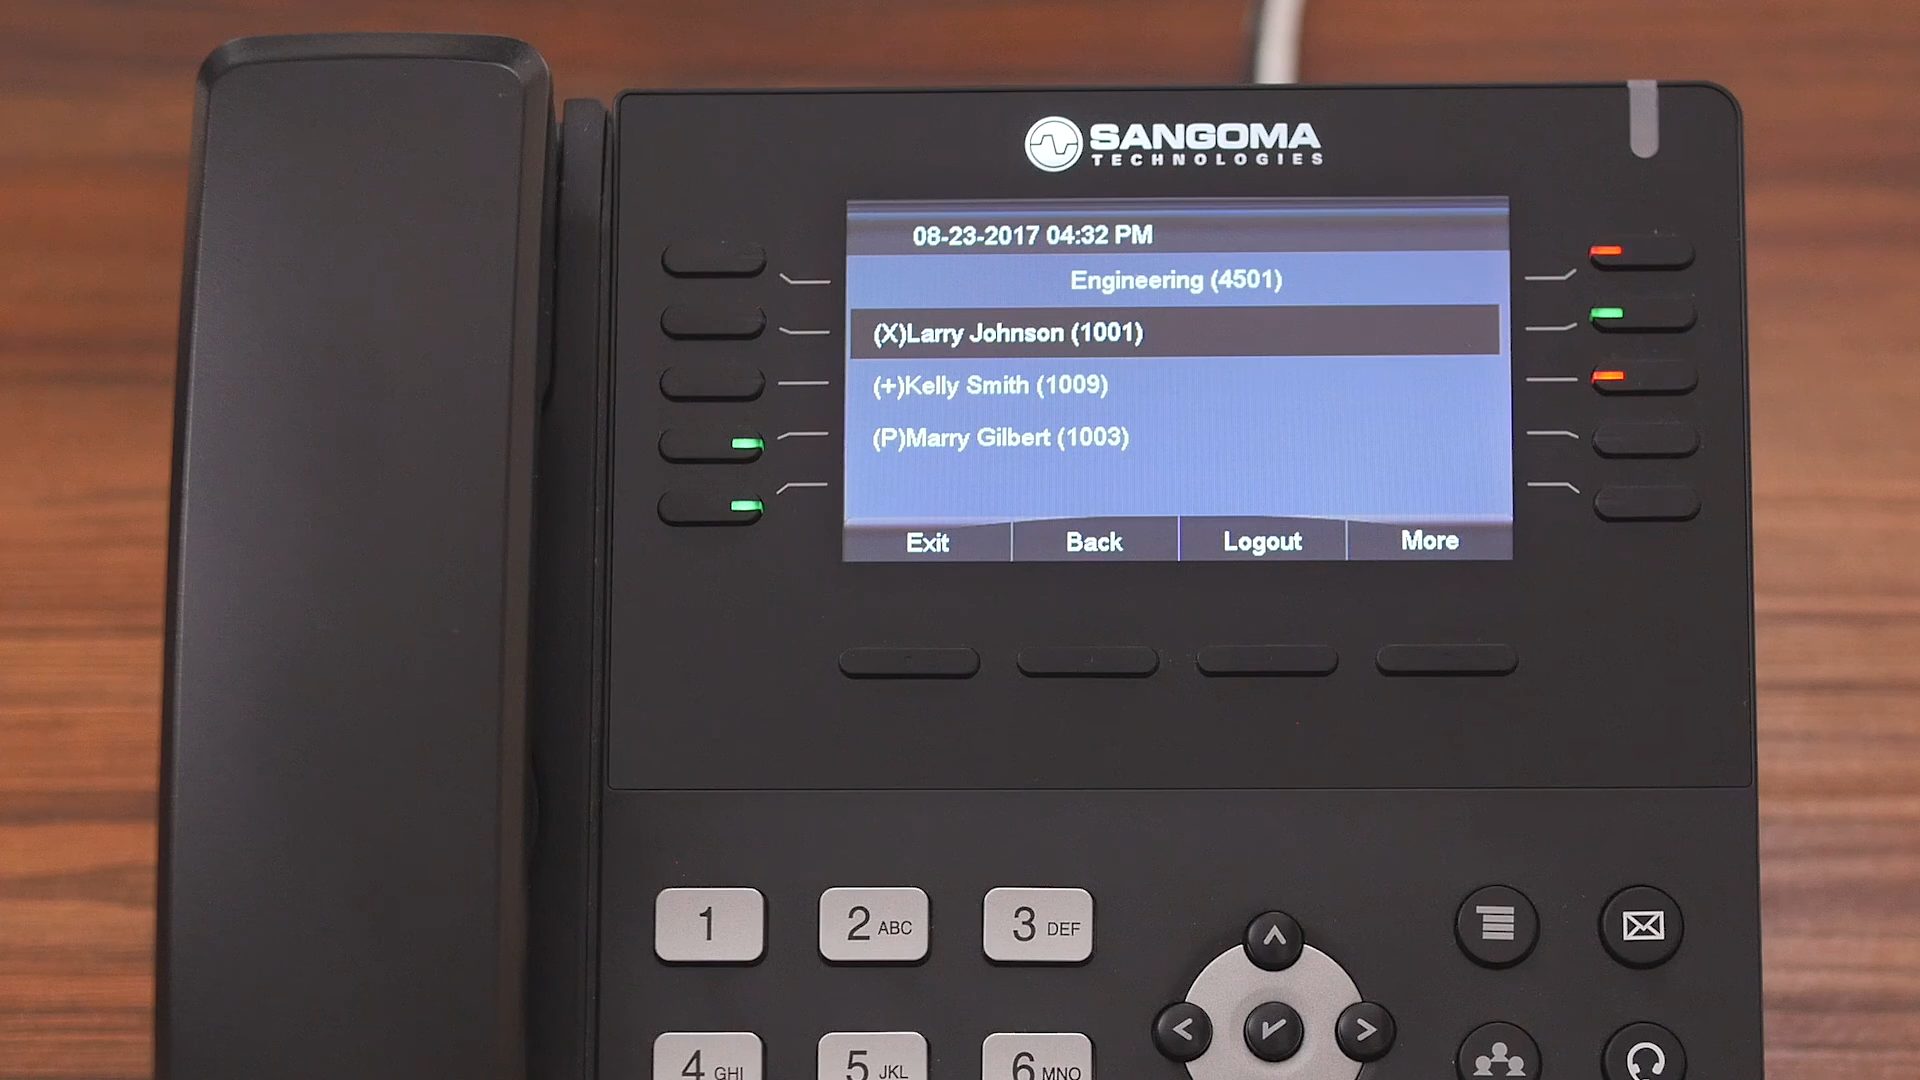 SANGOMA
TECHNOLOGIES
08-23-2017 04:32 PM
Engineering (4501)
(X)Larry Johnson (1001)
(+)Kelly Smith (1009)
(P)Marry Gilbert (1003)
Exit Back Logout More
1 2 ABC 3 DEF
4 GHI 5 JKL 6 MNO